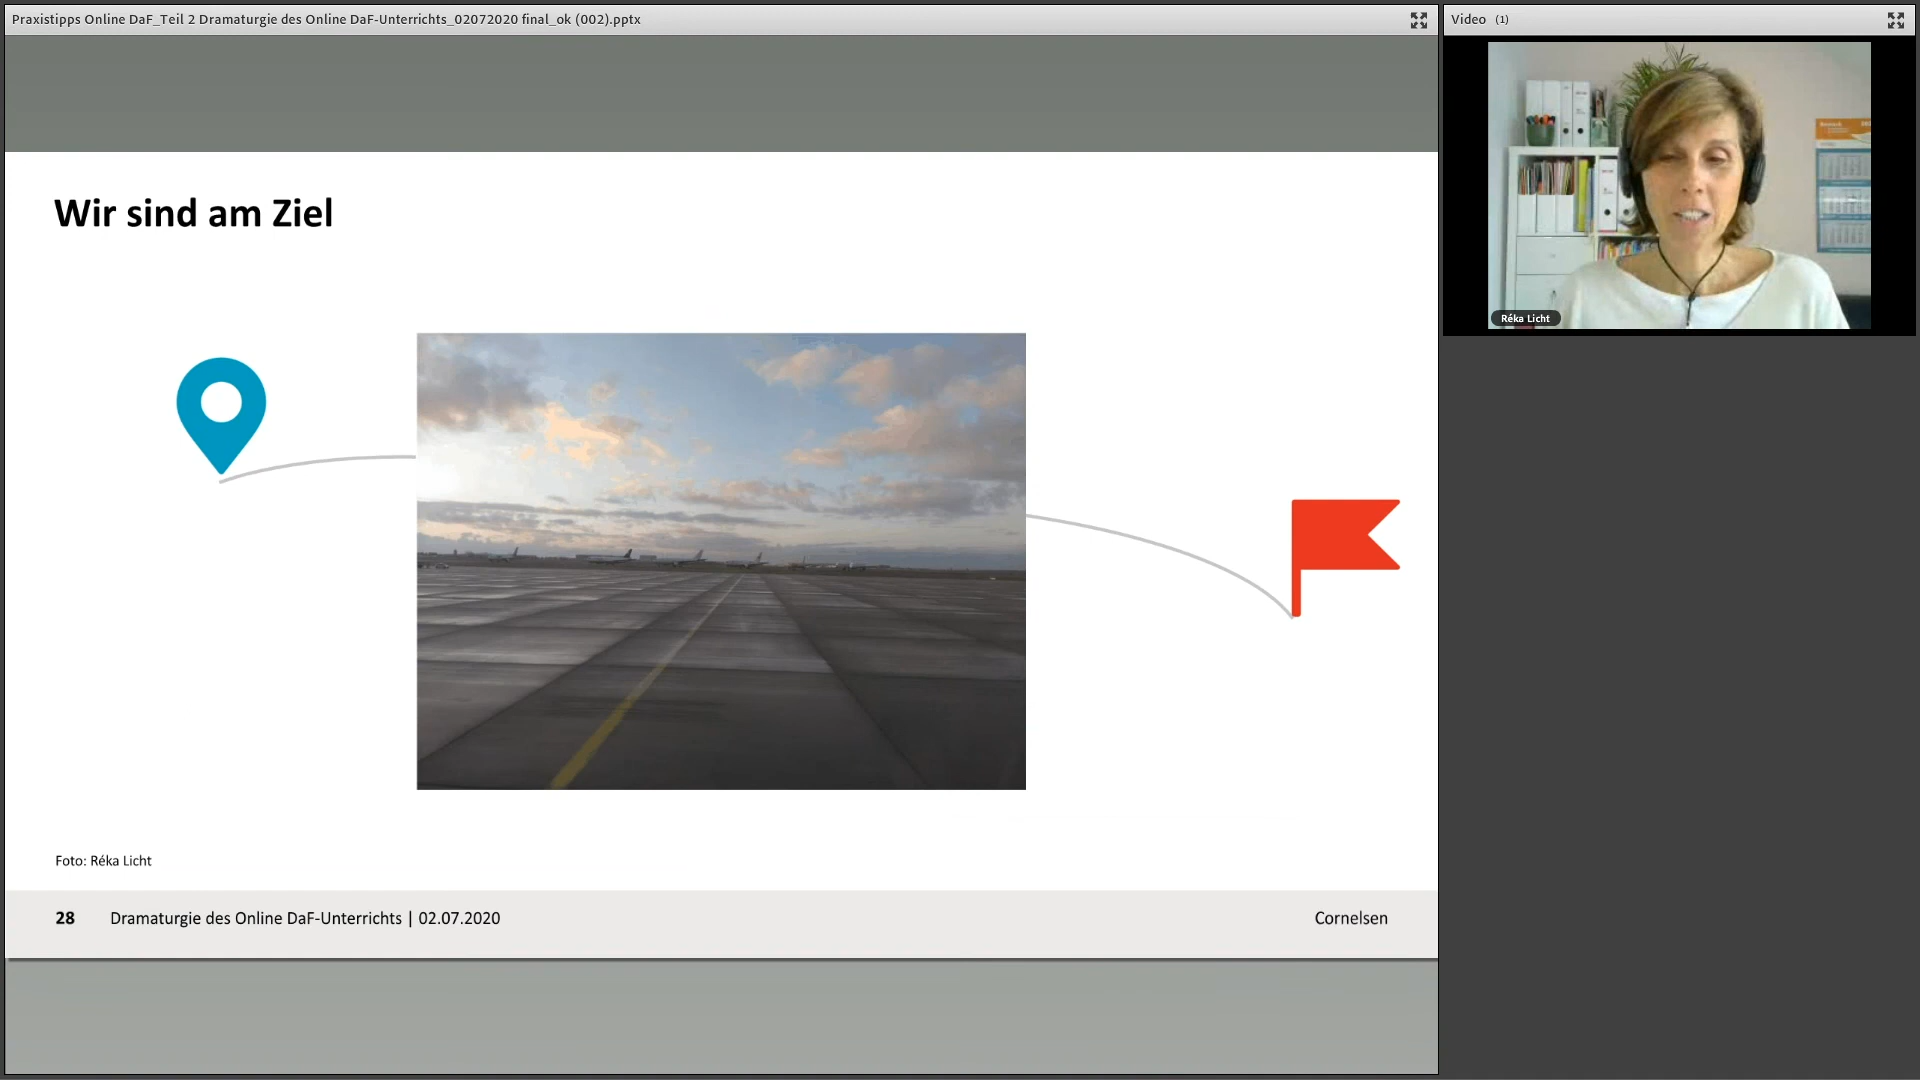 Praxistipps Online DaF_Teil 2 Dramaturgie des Online DaF-Unterrichts_02072020 final_ok (002).pptx
Video (1)
Réka Licht
Wir sind am Ziel
Foto: Réka Licht
28 Dramaturgie des Online DaF-Unterrichts | 02.07.2020 Cornelsen